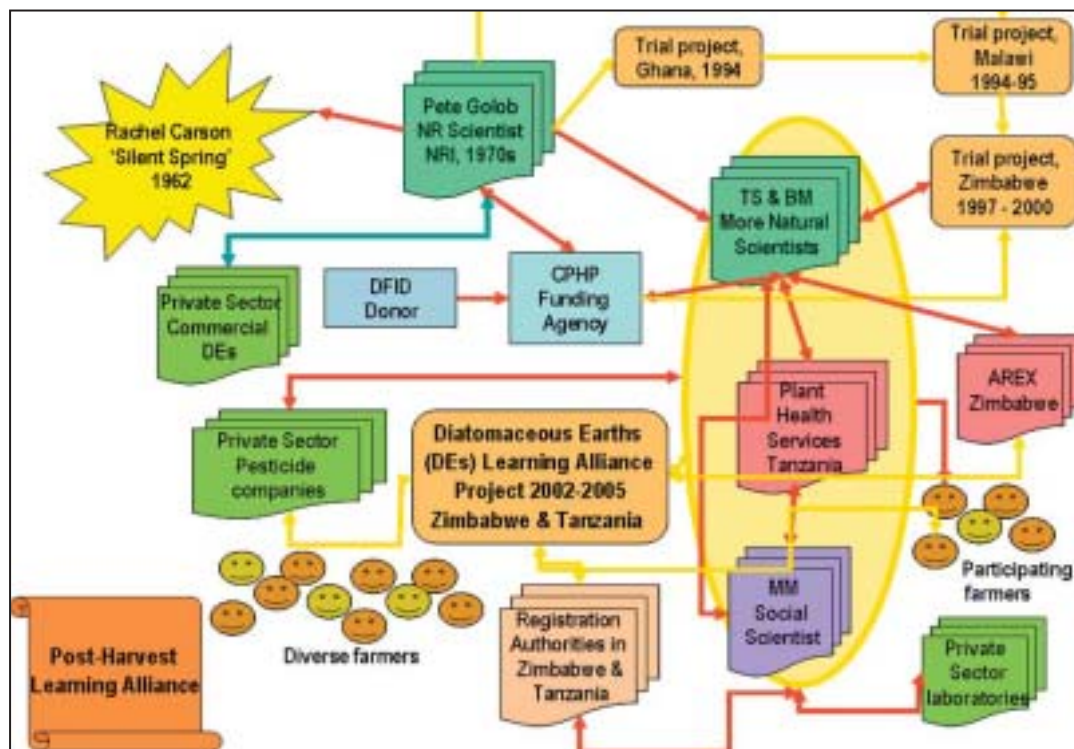 Trial project,
Ghana, 1994
Trial project,
Malawi
1994-95
Pete Golob
NR Scientist
NRI, 1970s
Rachel Carson
'Silent Spring'
1962
Trial project,
Zimbabwe
1997 - 2000
TS & BM
More Natural
Scientists
Private Sector
Commercial
DEs
DFID
Donor
CPHP
Funding
Agency
AREX
Zimbabwe
Plant
Health
Services
Tanzania
Private Sector
Pesticide
companies
Diatomaceous Earths
(DEs) Learning Alliance
Project 2002-2005
Zimbabwe & Tanzania
Participating
farmers
MM
Social
Scientist
Diverse farmers
Registration
Authorities in
Zimbabwe &
Tanzania
Private
Sector
laboratories
Post-Harvest
Learning Alliance